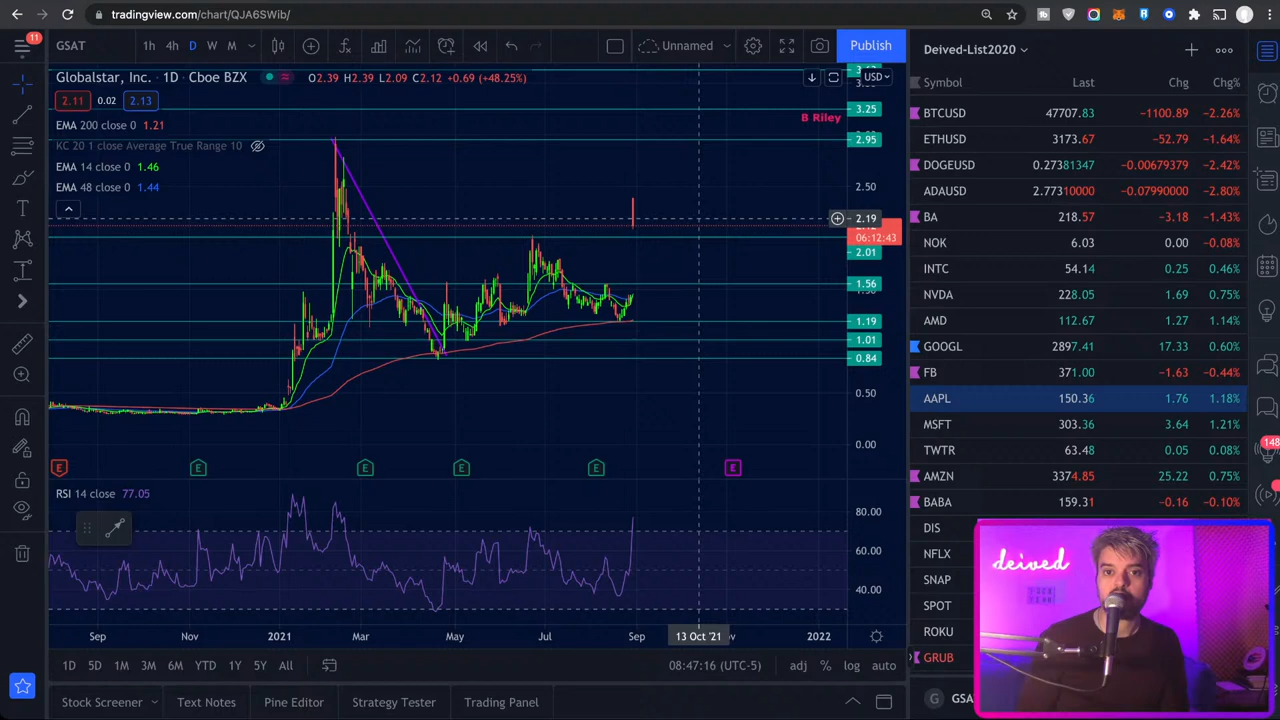 tradingview.com/chart/QJA6SWib/
11
GSAT
1h 4h D W M
Unnamed
Publish
Globalstar, Inc. · 1D · Cboe BZX
O2.39 H2.39 L2.09 C2.12 +0.69 (+48.25%)
USD
2.11 0.02 2.13
EMA 200 close 0 1.21
KC 20 1 close Average True Range 10
EMA 14 close 0 1.46
EMA 48 close 0 1.44
B Riley
3.25
2.95
2.50
2.19
06:12:43
2.01
1.56
1.19
1.01
0.84
0.50
0.00
E E E E E E
RSI 14 close 77.05
80.00
60.00
40.00
Sep Nov 2021 Mar May Jul Sep 13 Oct '21 2022
1D 5D 1M 3M 6M YTD 1Y 5Y All
08:47:16 (UTC-5) adj % log auto
Stock Screener Text Notes Pine Editor Strategy Tester Trading Panel
Deived-List2020
Symbol Last Chg Chg%
BTCUSD 47707.83 −1100.89 −2.26%
ETHUSD 3173.67 −52.79 −1.64%
DOGEUSD 0.27381347 −0.00679379 −2.42%
ADAUSD 2.77310000 −0.07990000 −2.80%
BA 218.57 −3.18 −1.43%
NOK 6.03 0.00 −0.08%
INTC 54.14 0.25 0.46%
NVDA 228.05 1.69 0.75%
AMD 112.67 1.27 1.14%
GOOGL 2897.41 17.33 0.60%
FB 371.00 −1.63 −0.44%
AAPL 150.36 1.76 1.18%
MSFT 303.36 3.64 1.21%
TWTR 63.48 0.05 0.08%
AMZN 3374.85 25.22 0.75%
BABA 159.31 −0.16 −0.10%
DIS
NFLX
SNAP
SPOT
ROKU
GRUB
G GSA
148
deived